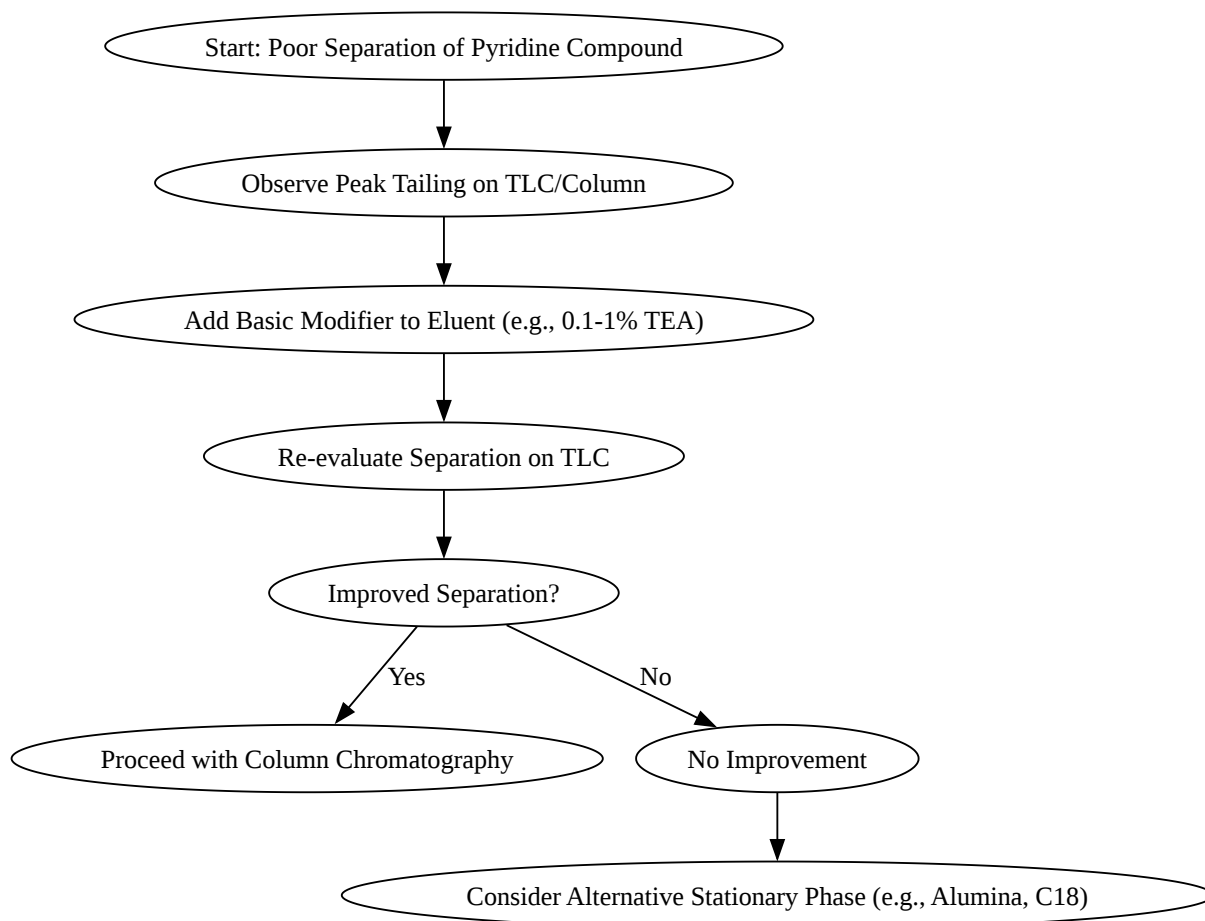 Start: Poor Separation of Pyridine Compound
Observe Peak Tailing on TLC/Column
Add Basic Modifier to Eluent (e.g., 0.1-1% TEA)
Re-evaluate Separation on TLC
Improved Separation?
Yes
No
Proceed with Column Chromatography
No Improvement
Consider Alternative Stationary Phase (e.g., Alumina, C18)